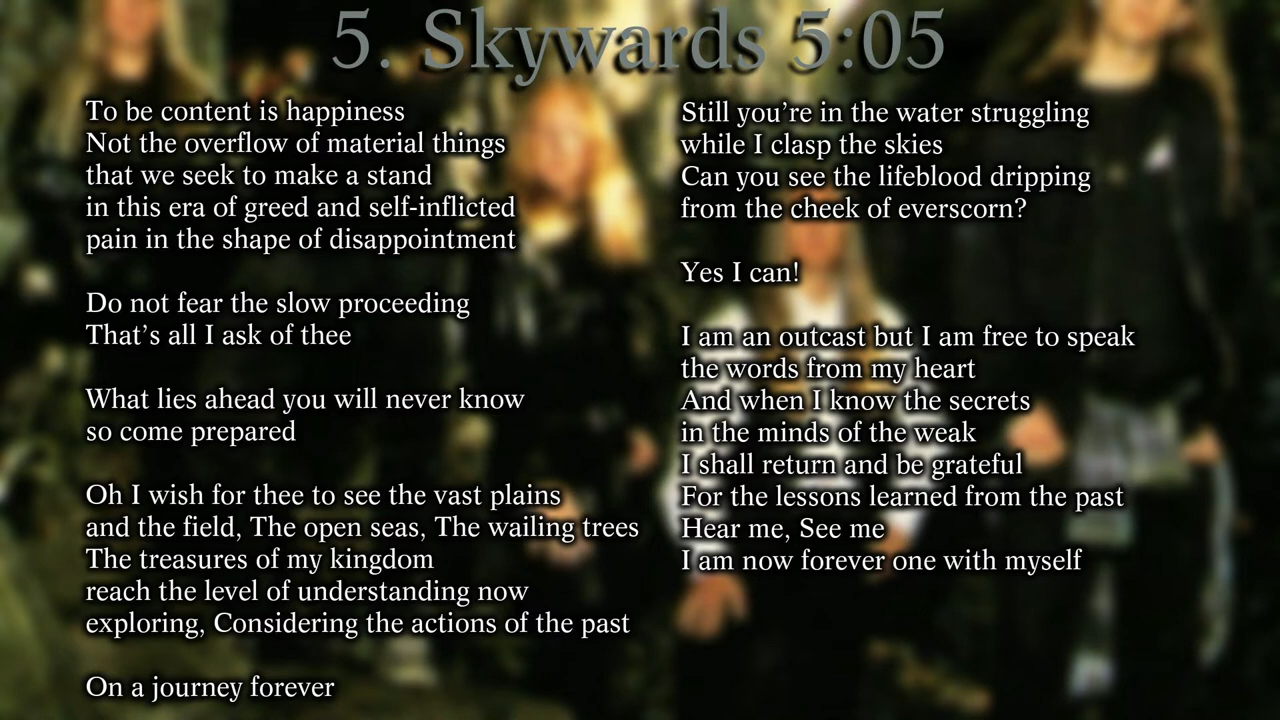 5. Skywards 5:05
To be content is happiness
Not the overflow of material things
that we seek to make a stand
in this era of greed and self-inflicted
pain in the shape of disappointment
Do not fear the slow proceeding
That's all I ask of thee
What lies ahead you will never know
so come prepared
Oh I wish for thee to see the vast plains
and the field, The open seas, The wailing trees
The treasures of my kingdom
reach the level of understanding now
exploring, Considering the actions of the past
On a journey forever
Still you're in the water struggling
while I clasp the skies
Can you see the lifeblood dripping
from the cheek of everscorn?
Yes I can!
I am an outcast but I am free to speak
the words from my heart
And when I know the secrets
in the minds of the weak
I shall return and be grateful
For the lessons learned from the past
Hear me, See me
I am now forever one with myself